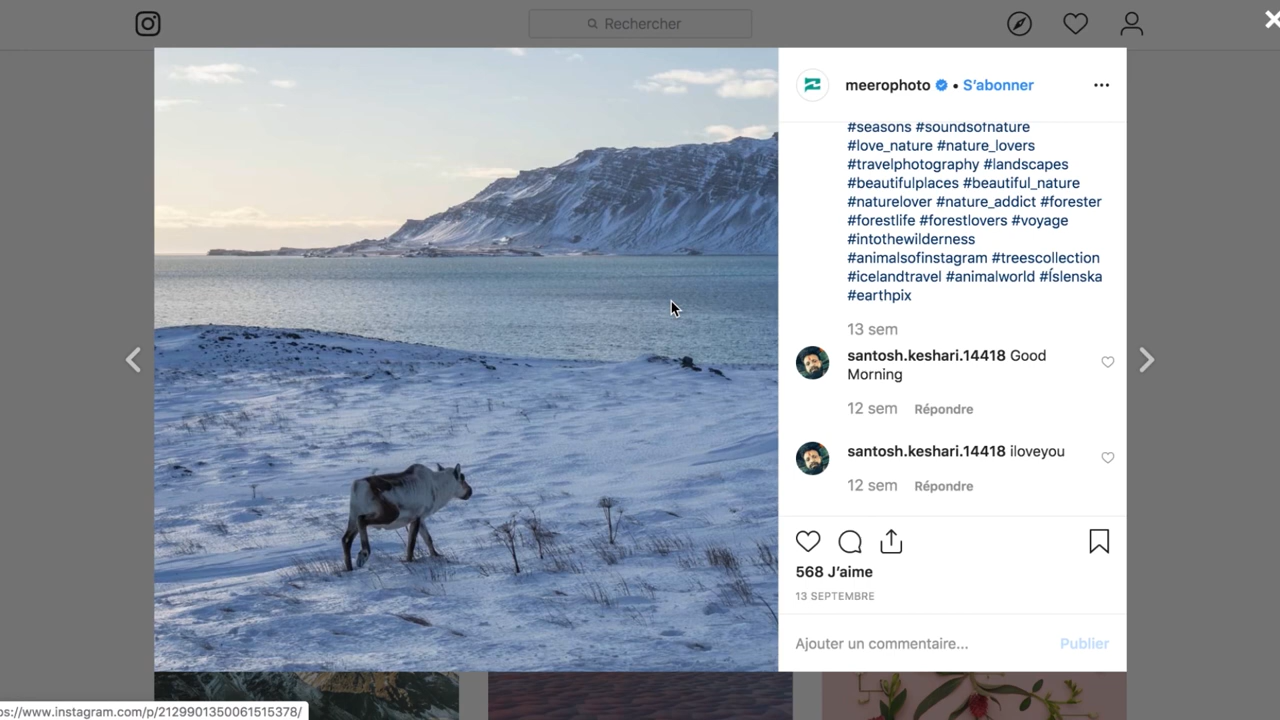 Rechercher
meerophoto • S'abonner
#seasons #soundsofnature
#love_nature #nature_lovers
#travelphotography #landscapes
#beautifulplaces #beautiful_nature
#naturelover #nature_addict #forester
#forestlife #forestlovers #voyage
#intothewilderness
#animalsofinstagram #treescollection
#icelandtravel #animalworld #Íslenska
#earthpix
13 sem
santosh.keshari.14418 Good
Morning
12 sem Répondre
santosh.keshari.14418 iloveyou
12 sem Répondre
568 J'aime
13 SEPTEMBRE
Ajouter un commentaire... Publier
ps://www.instagram.com/p/2129901350061515378/